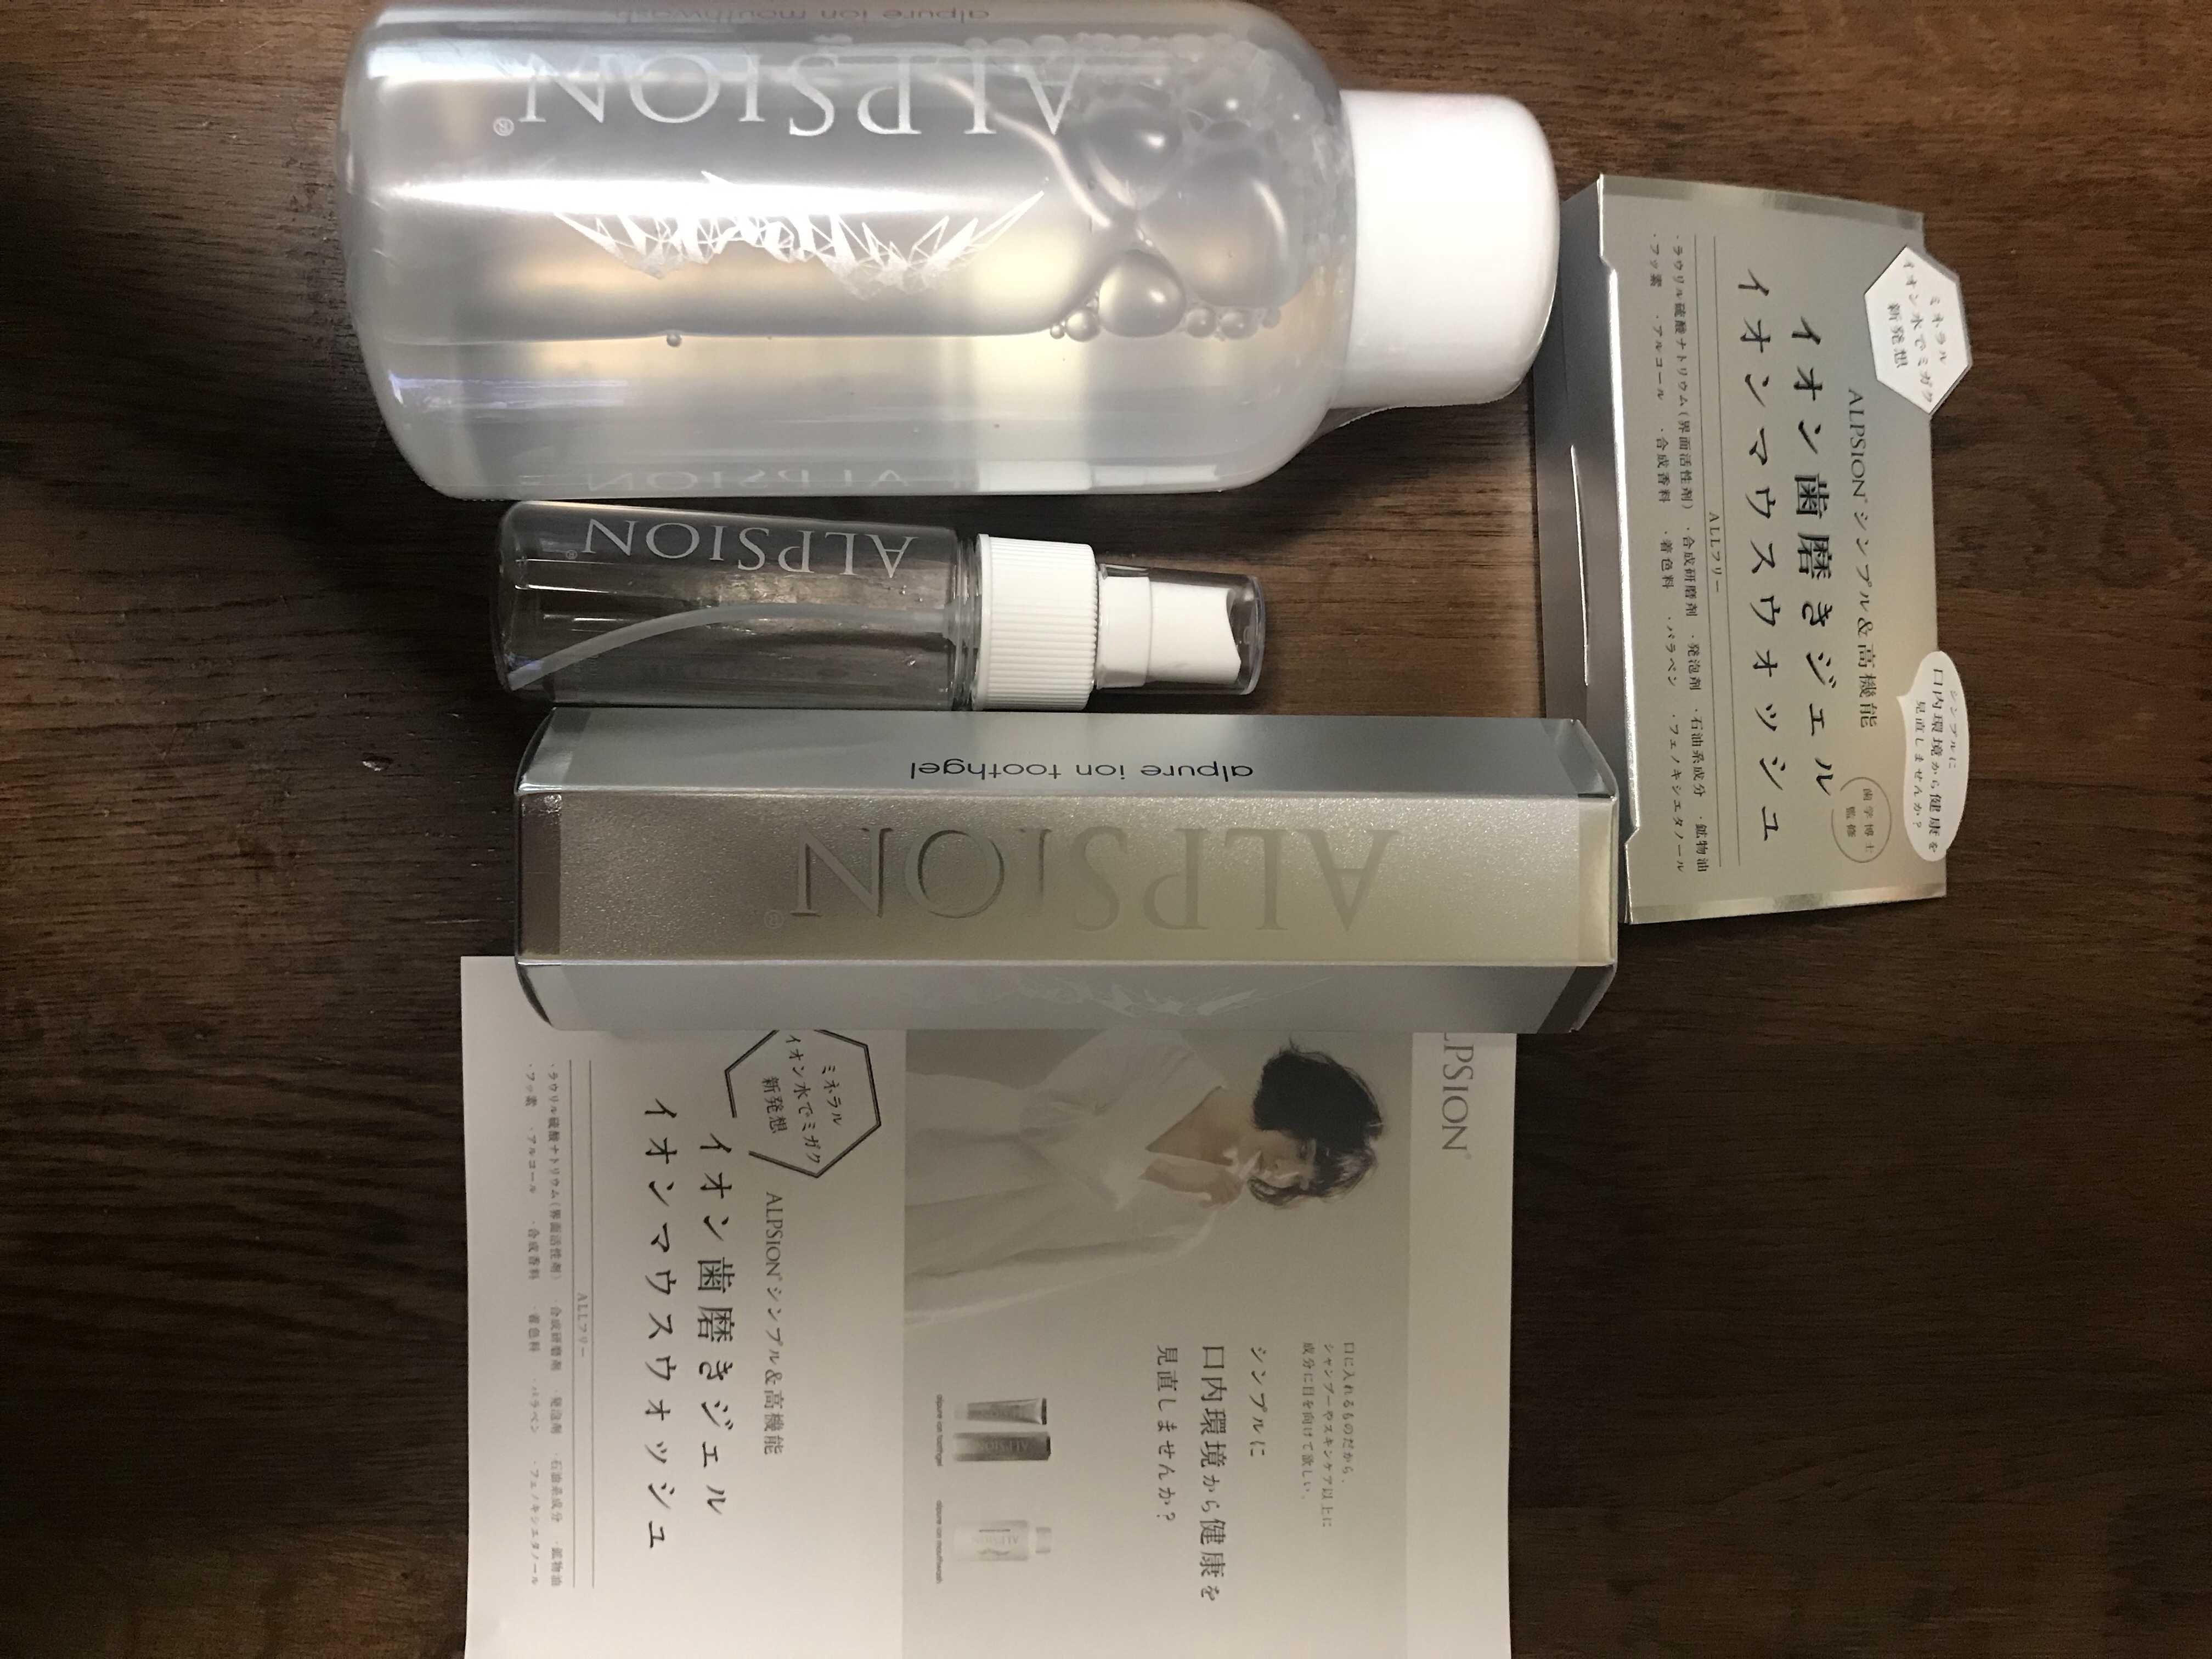 alpure ion mouthwash
ALPSION®
ALPSION
ALPSION®
alpure ion toothgel
ALPSION®
ミネラル
イオン水でミガク
新発想
シンプルに
口内環境から健康を
見直しませんか?
ALPSION®シンプル&高機能
歯学博士
監修
イオン歯磨きジェル
イオンマウスウォッシュ
ALLフリー
・ラウリル硫酸ナトリウム(界面活性剤) ・合成研磨剤 ・発泡剤 ・石油系成分 ・鉱物油
・フッ素 ・アルコール ・合成香料 ・着色料 ・パラベン ・フェノキシエタノール
LPSION®
口に入れるものだから、
シャンプーやスキンケア以上に
成分に目を向けて欲しい。
シンプルに
口内環境から健康を
見直しませんか?
alpure ion toothgel
alpure ion mouthwash
ミネラル
イオン水でミガク
新発想
ALPSION®シンプル&高機能
イオン歯磨きジェル
イオンマウスウォッシュ
ALLフリー
・ラウリル硫酸ナトリウム(界面活性剤) ・合成研磨剤 ・発泡剤 ・石油系成分 ・鉱物油
・フッ素 ・アルコール ・合成香料 ・着色料 ・パラベン ・フェノキシエタノール